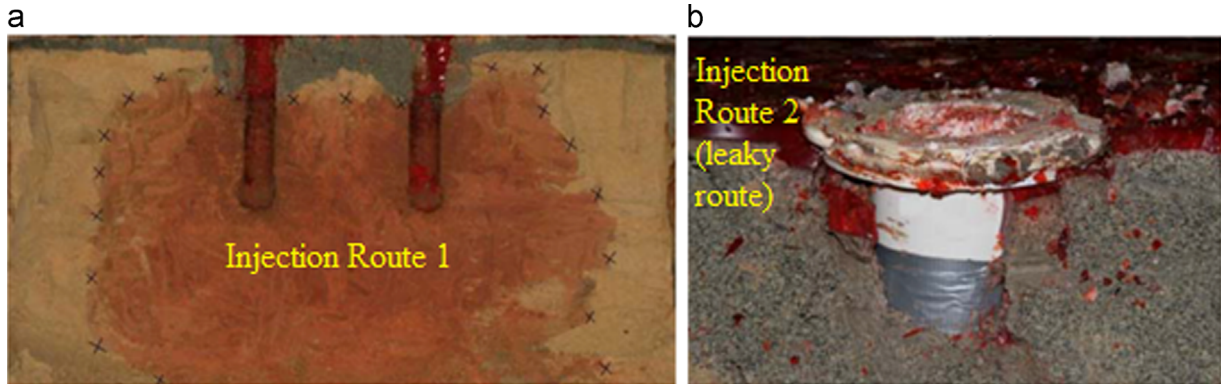 a
b
Injection Route 1
Injection
Route 2
(leaky
route)